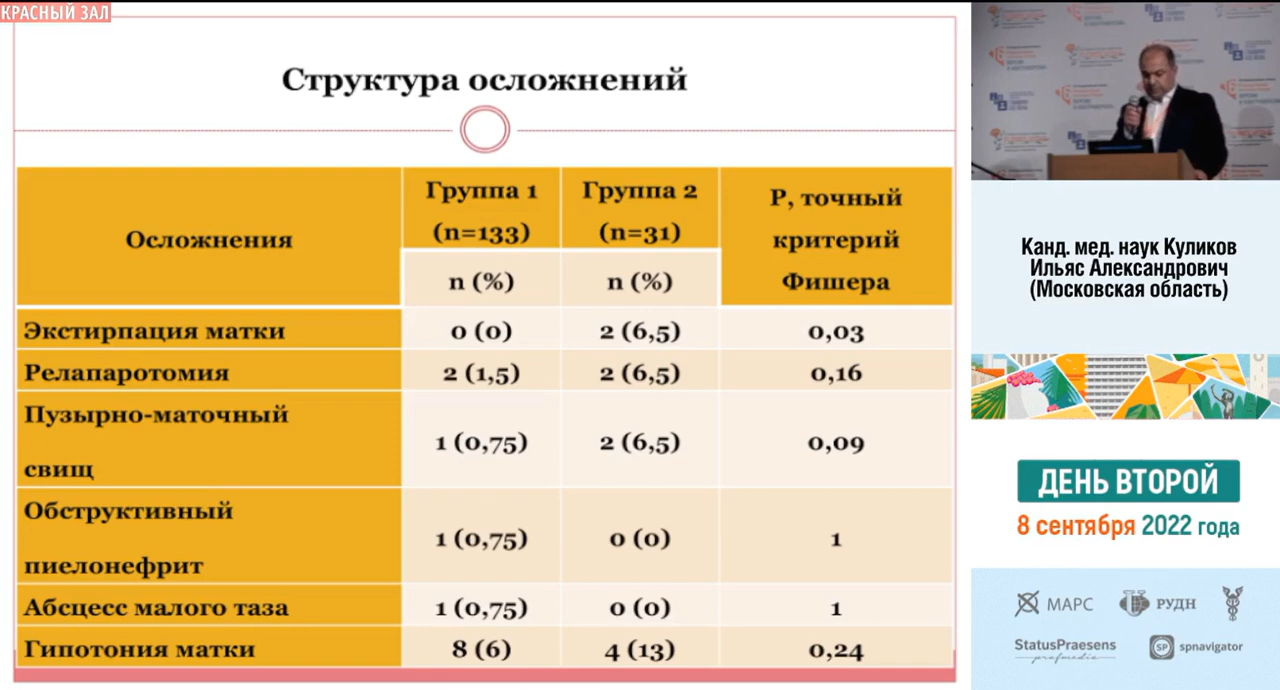 КРАСНЫЙ ЗАЛ
Структура осложнений
Осложнения
Группа 1
(n=133)
Группа 2
(n=31)
Р, точный
критерий
Фишера
n (%)
n (%)
Экстирпация матки
0 (0)
2 (6,5)
0,03
Релапаротомия
2 (1,5)
2 (6,5)
0,16
Пузырно-маточный
свищ
1 (0,75)
2 (6,5)
0,09
Обструктивный
пиелонефрит
1 (0,75)
0 (0)
1
Абсцесс малого таза
1 (0,75)
0 (0)
1
Гипотония матки
8 (6)
4 (13)
0,24
Канд. мед. наук Куликов
Ильяс Александрович
(Московская область)
ДЕНЬ ВТОРОЙ
8 сентября 2022 года
МАРС
РУДН
StatusPraesens
profmedia
SP
spnavigator